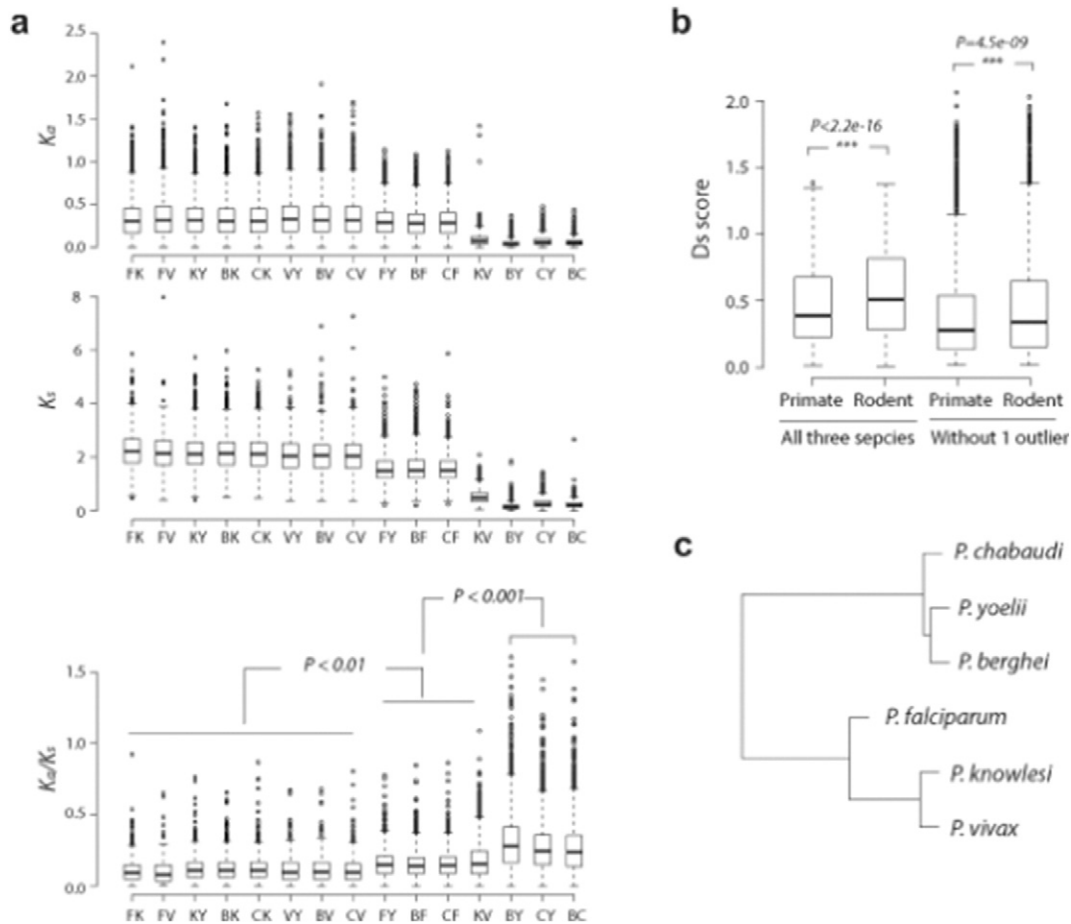 a
2.5
2.0
1.5
1.0
0.5
0.0
Ka
FK FV KY BK CK VY BV CV FY BF CF KV BY CY BC
8
6
4
2
0
Ks
FK FV KY BK CK VY BV CV FY BF CF KV BY CY BC
P < 0.001
P < 0.01
1.5
1.0
0.5
0.0
Ka/Ks
FK FV KY BK CK VY BV CV FY BF CF KV BY CY BC
b
P=4.5e-09
***
P<2.2e-16
***
2.0
1.5
1.0
0.5
0.0
Ds score
Primate Rodent Primate Rodent
All three sepcies Without 1 outlier
c
P. chabaudi
P. yoelii
P. berghei
P. falciparum
P. knowlesi
P. vivax